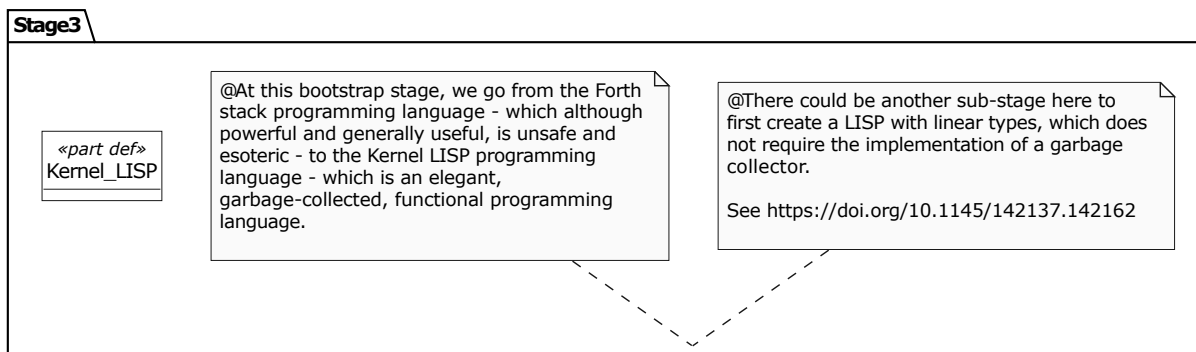 Stage3
«part def»
Kernel_LISP
@At this bootstrap stage, we go from the Forth
stack programming language - which although
powerful and generally useful, is unsafe and
esoteric - to the Kernel LISP programming
language - which is an elegant,
garbage-collected, functional programming
language.
@There could be another sub-stage here to
first create a LISP with linear types, which does
not require the implementation of a garbage
collector.
See https://doi.org/10.1145/142137.142162